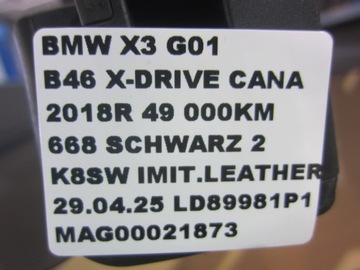 BMW X3 G01
B46 X-DRIVE CANA
2018R 49 000KM
668 SCHWARZ 2
K8SW IMIT.LEATHER
29.04.25 LD89981P1
MAG00021873